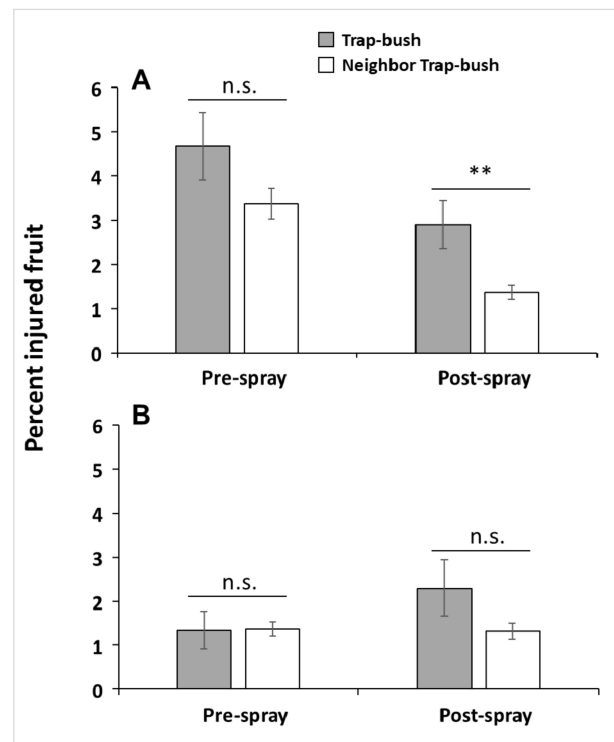 Trap-bush
Neighbor Trap-bush
A
6
5
4
3
2
1
0
n.s.
**
Pre-spray
Post-spray
Percent injured fruit
B
6
5
4
3
2
1
0
n.s.
n.s.
Pre-spray
Post-spray